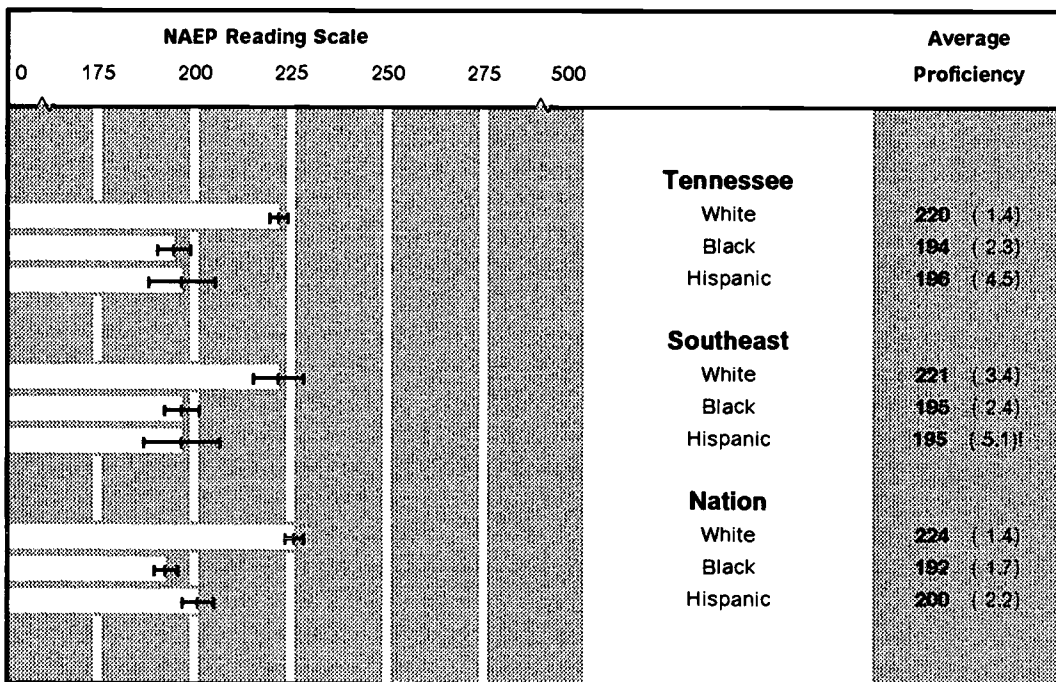 NAEP Reading Scale
Average
Proficiency
0 175 200 225 250 275 500
Tennessee
White 220 ( 1.4)
Black 194 ( 2.3)
Hispanic 196 ( 4.5)
Southeast
White 221 ( 3.4)
Black 195 ( 2.4)
Hispanic 195 ( 5.1)!
Nation
White 224 ( 1.4)
Black 192 ( 1.7)
Hispanic 200 ( 2.2)